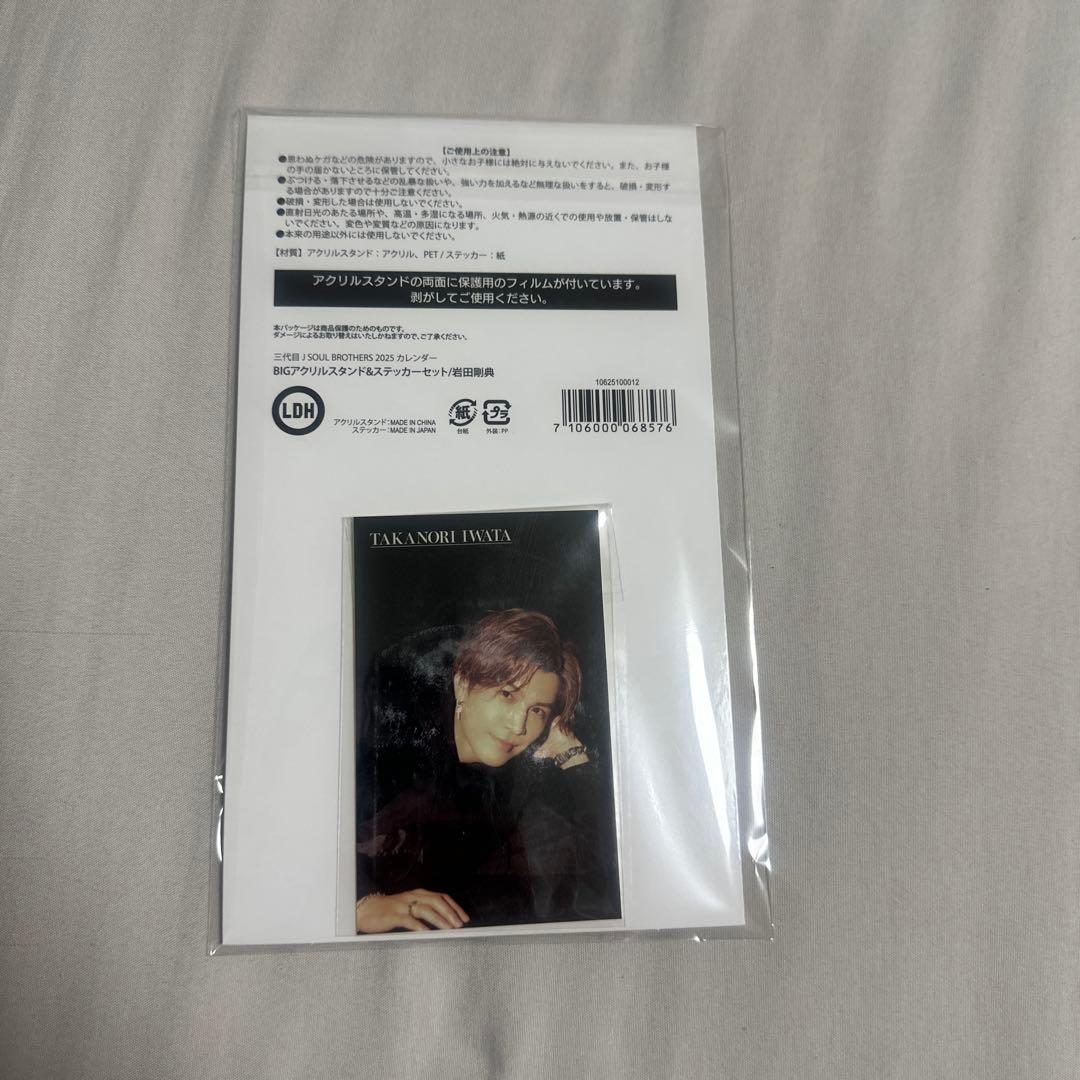 【ご使用上の注意】
●思わぬケガなどの危険がありますので、小さなお子様には絶対に与えないでください。また、お子様
の手の届かないところに保管してください。
●ぶつける・落下させるなどの乱暴な扱いや、強い力を加えるなど無理な扱いをすると、破損・変形す
る場合がありますので十分ご注意ください。
●破損・変形した場合は使用しないでください。
●直射日光のあたる場所や、高温・多湿になる場所、火気・熱源の近くでの使用や放置・保管はしな
いでください。変色や変質などの原因になります。
●本来の用途以外には使用しないでください。
【材質】アクリルスタンド：アクリル、PET / ステッカー：紙
アクリルスタンドの両面に保護用のフィルムが付いています。
剥がしてご使用ください。
本パッケージは商品保護のためのものです。
ダメージによるお取り替えはいたしかねますので、ご了承ください。
三代目 J SOUL BROTHERS 2025 カレンダー
BIGアクリルスタンド&ステッカーセット/岩田剛典
LDH
アクリルスタンド：MADE IN CHINA
ステッカー：MADE IN JAPAN
紙
台紙
プラ
外装：PP
10625100012
7 106000 068576
TAKANORI IWATA